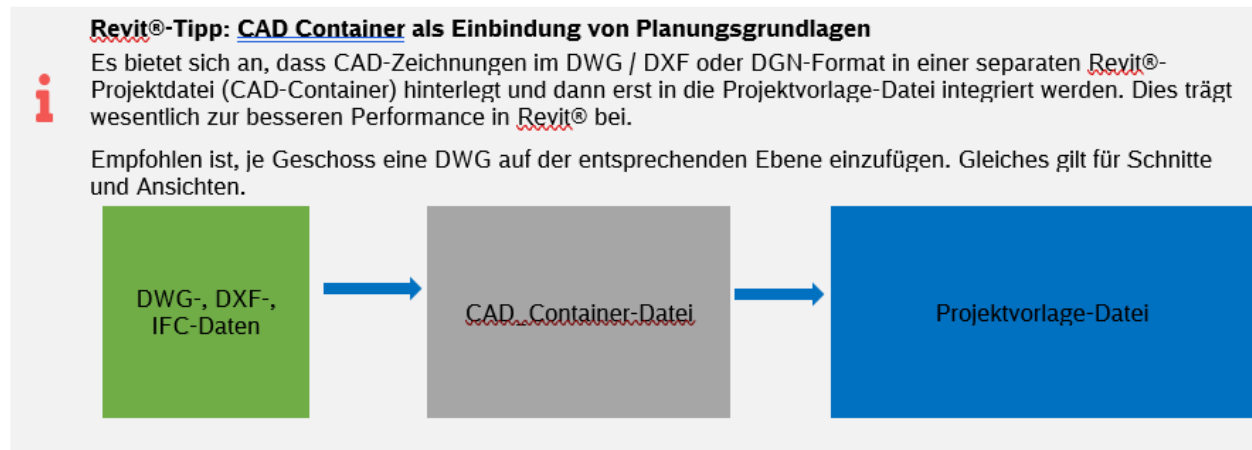 Revit®-Tipp: CAD Container als Einbindung von Planungsgrundlagen
Es bietet sich an, dass CAD-Zeichnungen im DWG / DXF oder DGN-Format in einer separaten Revit®-
Projektdatei (CAD-Container) hinterlegt und dann erst in die Projektvorlage-Datei integriert werden. Dies trägt
wesentlich zur besseren Performance in Revit® bei.
Empfohlen ist, je Geschoss eine DWG auf der entsprechenden Ebene einzufügen. Gleiches gilt für Schnitte
und Ansichten.
DWG-, DXF-,
IFC-Daten
CAD_Container-Datei
Projektvorlage-Datei